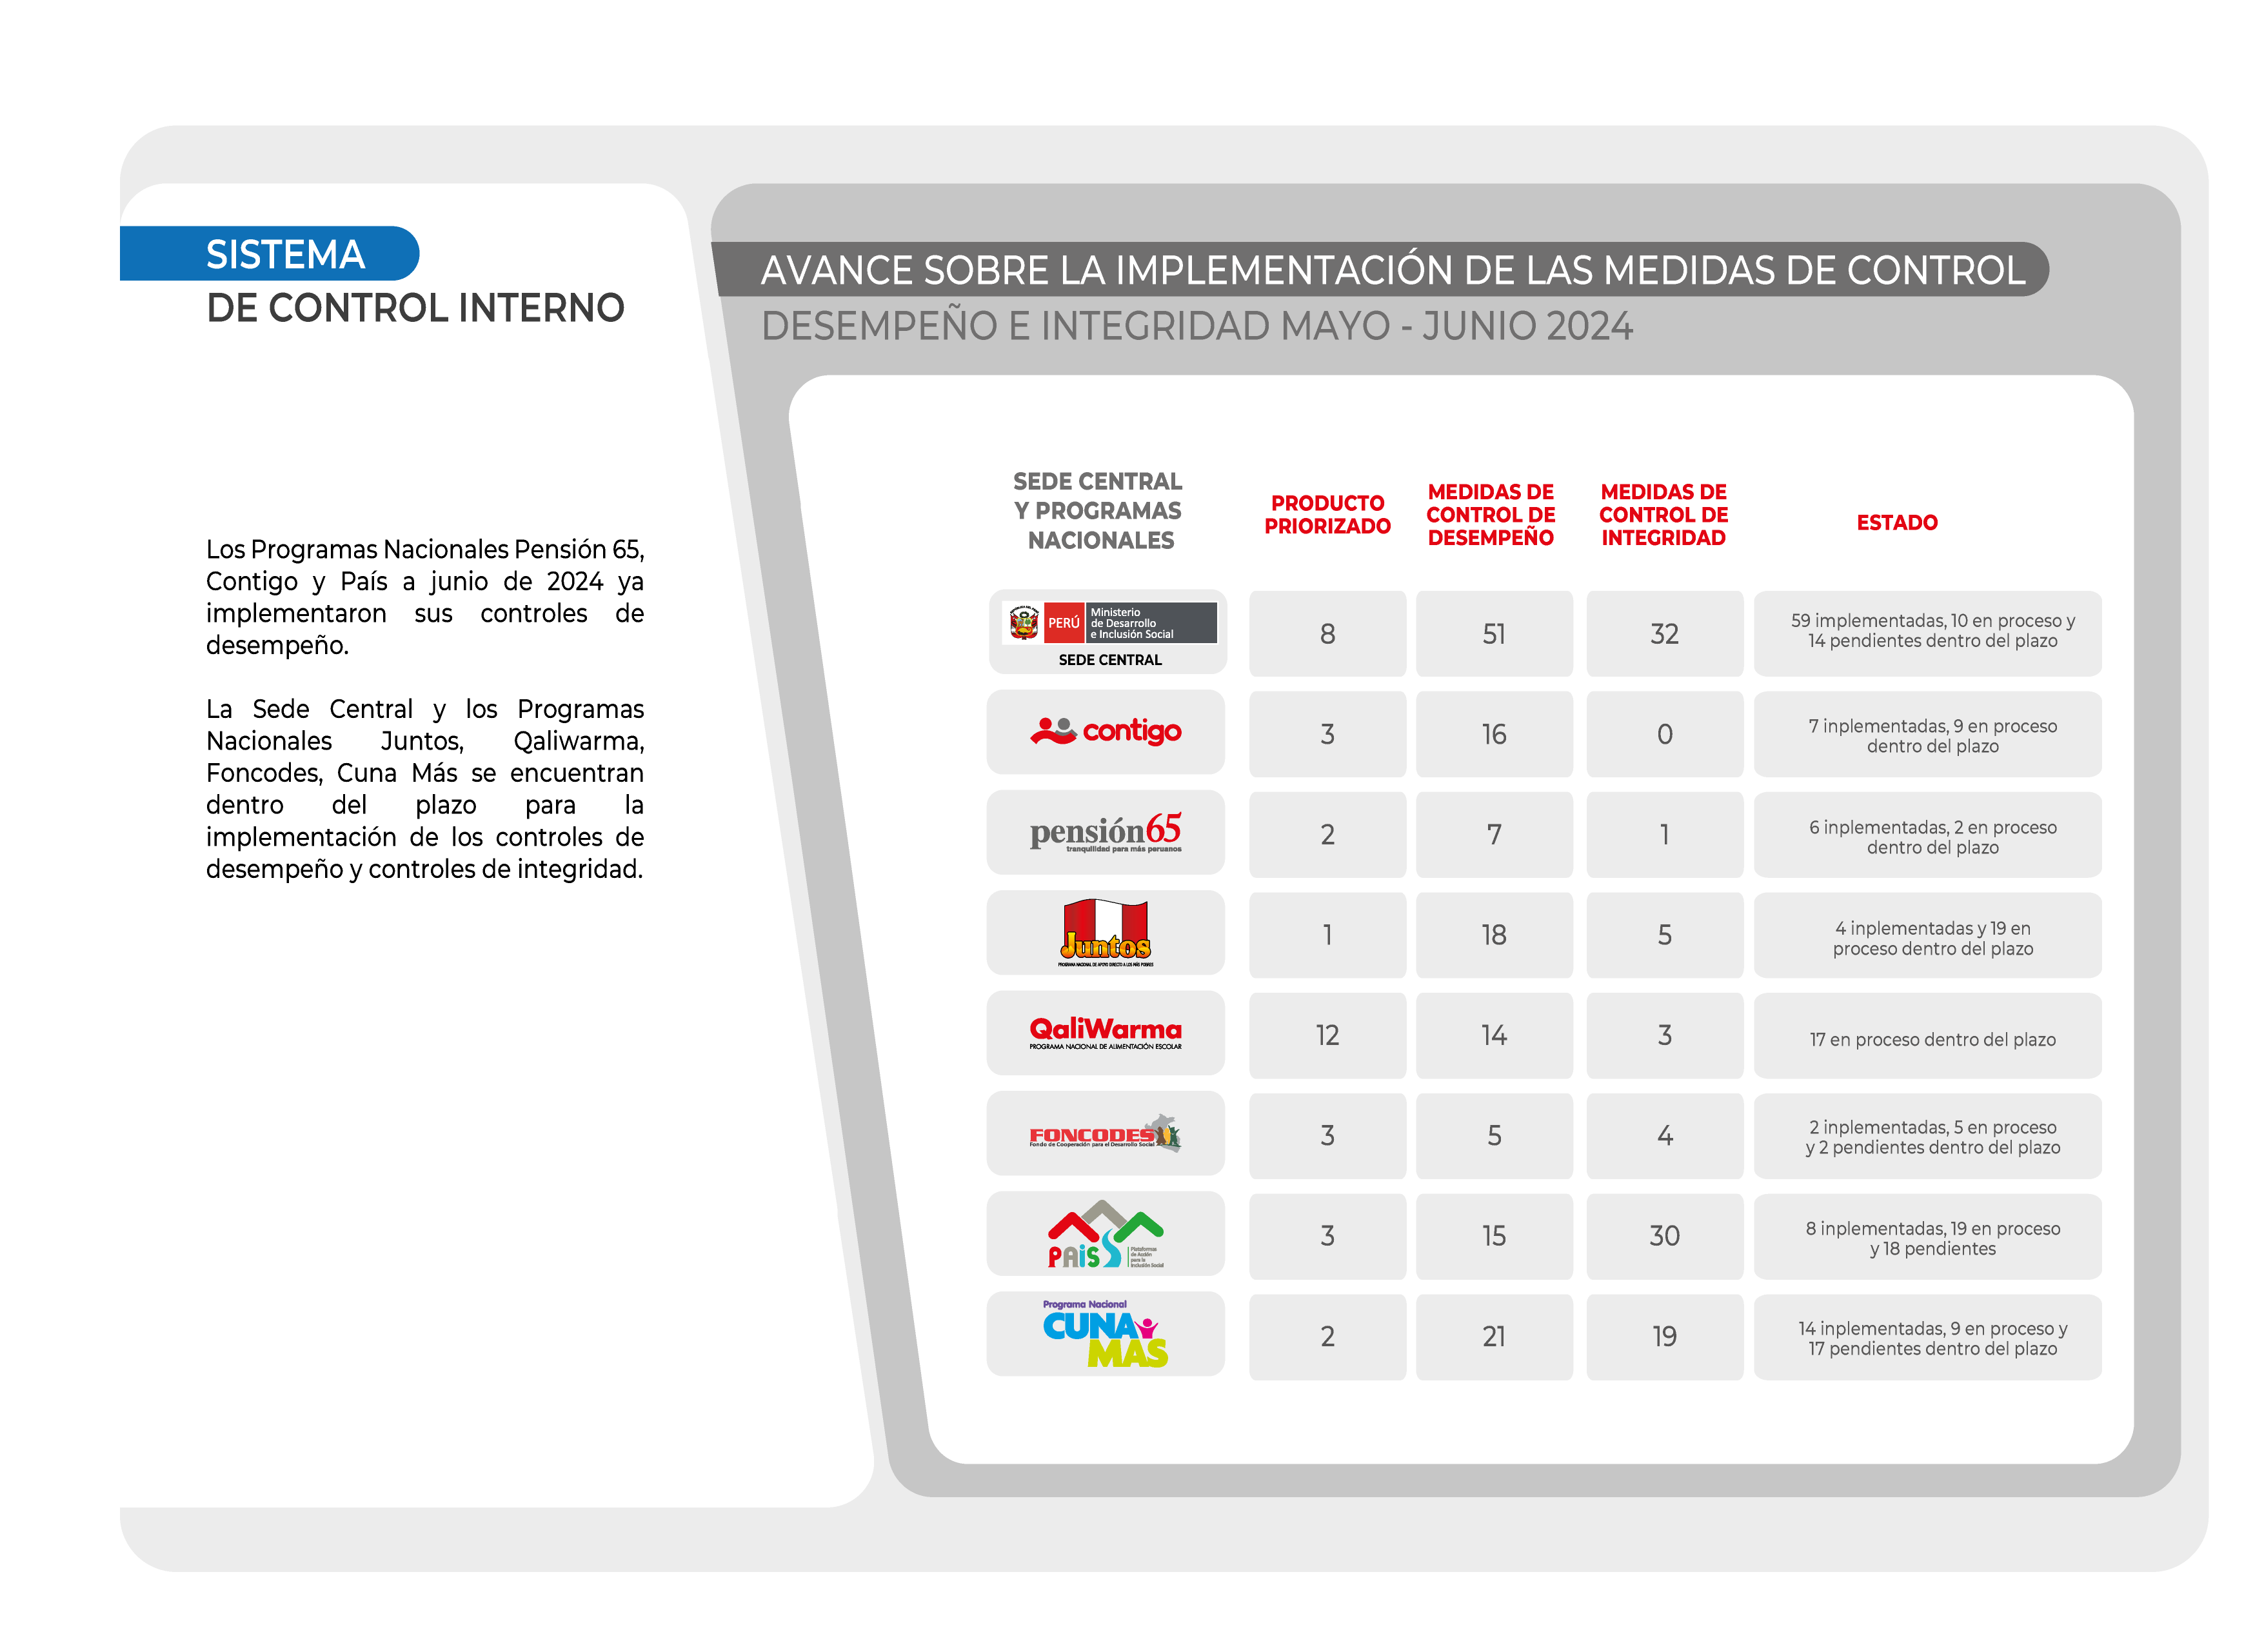 SISTEMA
DE CONTROL INTERNO
Los Programas Nacionales Pensión 65,
Contigo y País a junio de 2024 ya
implementaron sus controles de
desempeño.
La Sede Central y los Programas
Nacionales Juntos, Qaliwarma,
Foncodes, Cuna Más se encuentran
dentro del plazo para la
implementación de los controles de
desempeño y controles de integridad.
AVANCE SOBRE LA IMPLEMENTACIÓN DE LAS MEDIDAS DE CONTROL
DESEMPEÑO E INTEGRIDAD MAYO - JUNIO 2024
SEDE CENTRAL
Y PROGRAMAS
NACIONALES
PRODUCTO
PRIORIZADO
MEDIDAS DE
CONTROL DE
DESEMPEÑO
MEDIDAS DE
CONTROL DE
INTEGRIDAD
ESTADO
PERÚ
Ministerio
de Desarrollo
e Inclusión Social
SEDE CENTRAL
8
51
32
59 implementadas, 10 en proceso y
14 pendientes dentro del plazo
contigo
3
16
0
7 inplementadas, 9 en proceso
dentro del plazo
pensión65
tranquilidad para más peruanos
2
7
1
6 inplementadas, 2 en proceso
dentro del plazo
Juntos
PROGRAMA NACIONAL DE APOYO DIRECTO A LOS MÁS POBRES
1
18
5
4 inplementadas y 19 en
proceso dentro del plazo
QaliWarma
PROGRAMA NACIONAL DE ALIMENTACIÓN ESCOLAR
12
14
3
17 en proceso dentro del plazo
FONCODES
Fondo de Cooperación para el Desarrollo Social
3
5
4
2 inplementadas, 5 en proceso
y 2 pendientes dentro del plazo
PAiS
Plataformas
de Acción
para la
Inclusión Social
3
15
30
8 inplementadas, 19 en proceso
y 18 pendientes
Programa Nacional
CUNA
MAS
2
21
19
14 inplementadas, 9 en proceso y
17 pendientes dentro del plazo